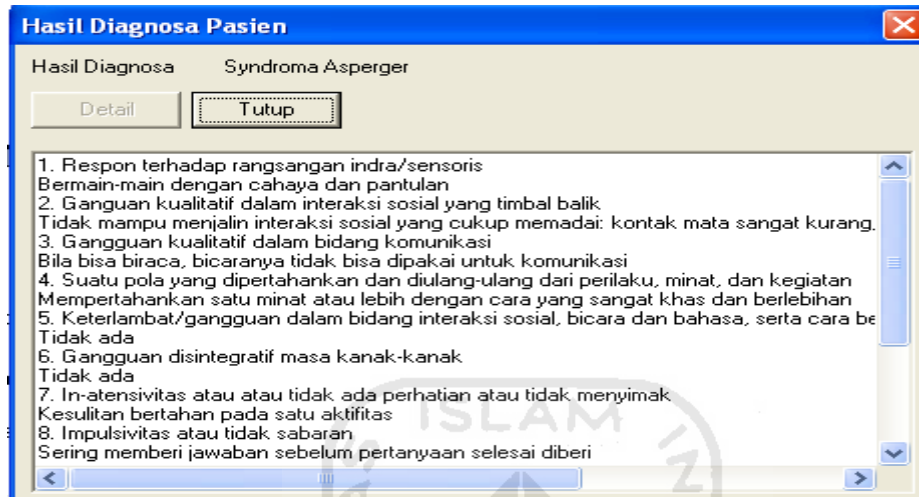 Hasil Diagnosa Pasien
Hasil Diagnosa Syndroma Asperger
Detail Tutup
1. Respon terhadap rangsangan indra/sensoris
Bermain-main dengan cahaya dan pantulan
2. Ganguan kualitatif dalam interaksi sosial yang timbal balik
Tidak mampu menjalin interaksi sosial yang cukup memadai: kontak mata sangat kurang,
3. Gangguan kualitatif dalam bidang komunikasi
Bila bisa biraca, bicaranya tidak bisa dipakai untuk komunikasi
4. Suatu pola yang dipertahankan dan diulang-ulang dari perilaku, minat, dan kegiatan
Mempertahankan satu minat atau lebih dengan cara yang sangat khas dan berlebihan
5. Keterlambat/gangguan dalam bidang interaksi sosial, bicara dan bahasa, serta cara be
Tidak ada
6. Gangguan disintegratif masa kanak-kanak
Tidak ada
7. In-atensivitas atau atau tidak ada perhatian atau tidak menyimak
Kesulitan bertahan pada satu aktifitas
8. Impulsivitas atau tidak sabaran
Sering memberi jawaban sebelum pertanyaan selesai diberi
ISLAM